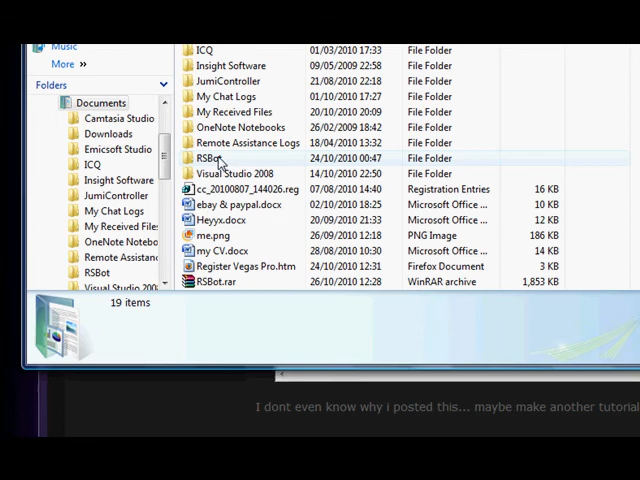 Music
More »
Folders
Documents
Camtasia Studio
Downloads
Emicsoft Studio
ICQ
Insight Software
JumiController
My Chat Logs
My Received Files
OneNote Notebo
Remote Assistanc
RSBot
Visual Studio 200
ICQ 01/03/2010 17:33 File Folder
Insight Software 09/05/2009 22:58 File Folder
JumiController 21/08/2010 22:18 File Folder
My Chat Logs 01/10/2010 17:27 File Folder
My Received Files 20/10/2010 20:09 File Folder
OneNote Notebooks 26/02/2009 18:42 File Folder
Remote Assistance Logs 18/04/2010 13:32 File Folder
RSBot 24/10/2010 00:47 File Folder
Visual Studio 2008 14/10/2010 22:50 File Folder
cc_20100807_144026.reg 07/08/2010 14:40 Registration Entries 16 KB
ebay & paypal.docx 02/10/2010 18:25 Microsoft Office ... 10 KB
Heyyx.docx 20/09/2010 21:33 Microsoft Office ... 12 KB
me.png 26/10/2010 12:28 PNG Image 186 KB
my CV.docx 28/08/2010 10:30 Microsoft Office ... 14 KB
Register Vegas Pro.htm 24/10/2010 12:31 Firefox Document 3 KB
RSBot.rar 26/10/2010 12:28 WinRAR archive 1,853 KB
19 items
I dont even know why i posted this... maybe make another tutorial